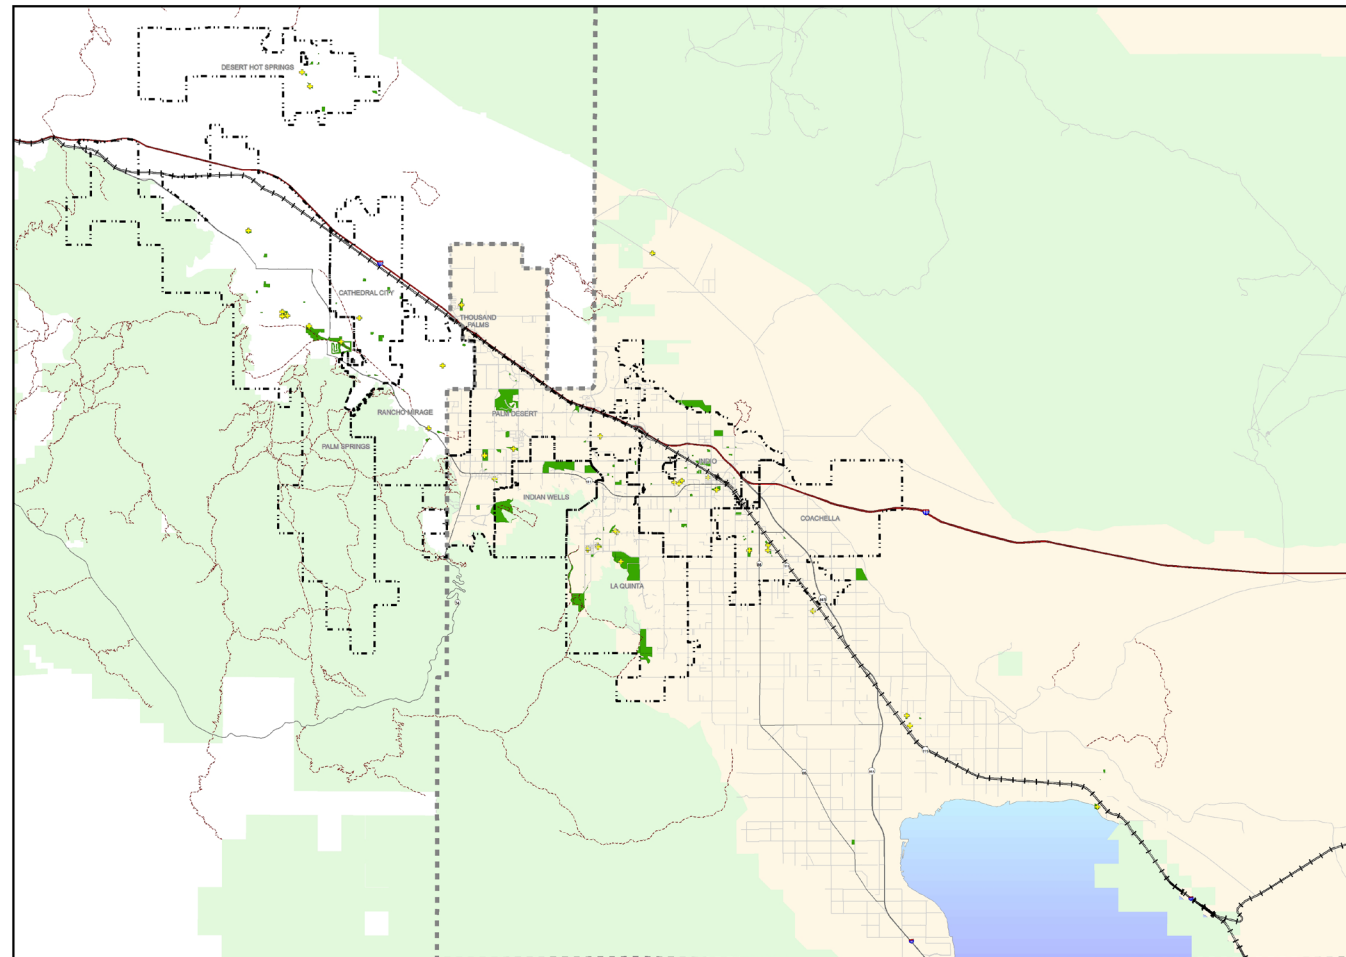 DESERT HOT SPRINGS
CATHEDRAL CITY
THOUSAND
PALMS
RANCHO MIRAGE
PALM DESERT
PALM SPRINGS
INDIO
INDIAN WELLS
COACHELLA
LA QUINTA